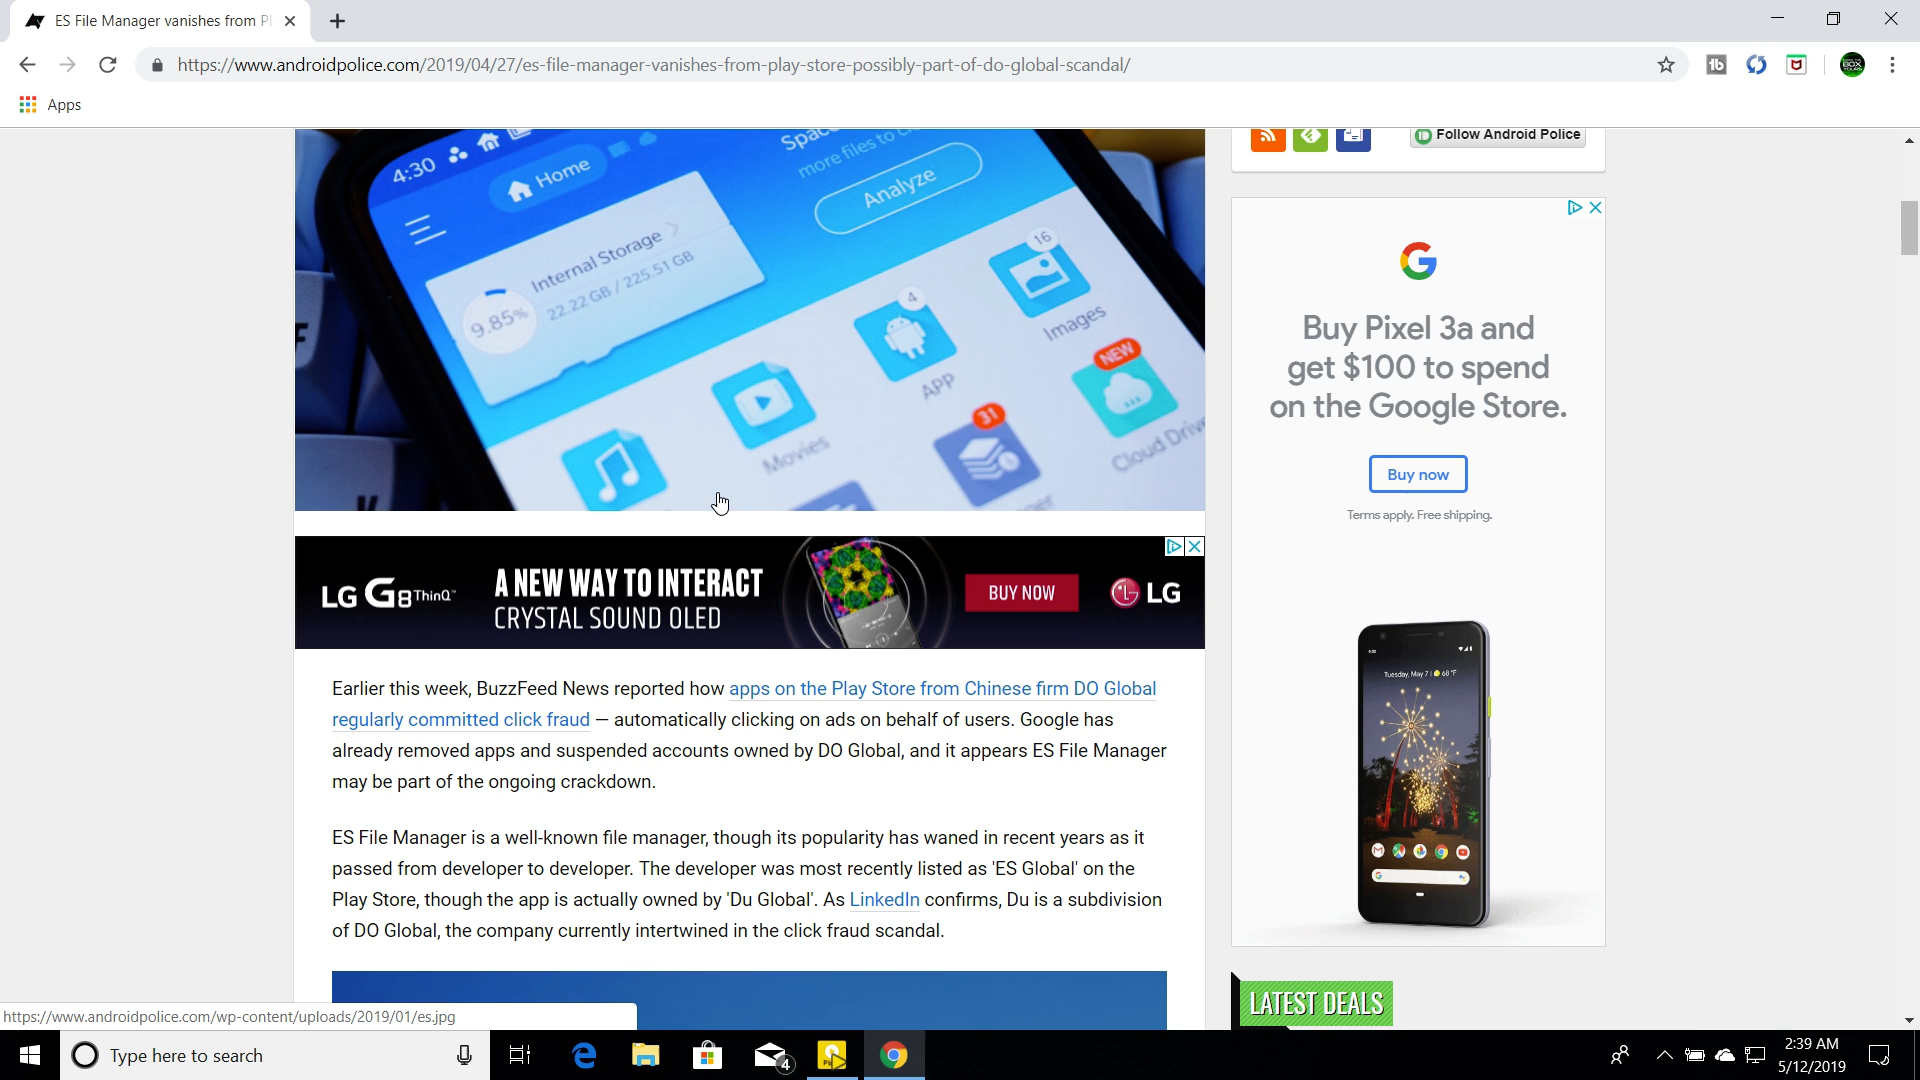 ES File Manager vanishes from Pl
https://www.androidpolice.com/2019/04/27/es-file-manager-vanishes-from-play-store-possibly-part-of-do-global-scandal/
Apps
4:30
Home
Space
more files to
Analyze
Internal Storage
22.22 GB / 225.51 GB
9.85%
16
Images
4
APP
NEW
Cloud Drive
31
Movies
Follow Android Police
Buy Pixel 3a and
get $100 to spend
on the Google Store.
Buy now
Terms apply. Free shipping.
Tuesday, May 7 | 68 °F
LG G8 ThinQ™
A NEW WAY TO INTERACT
CRYSTAL SOUND OLED
BUY NOW
LG
Earlier this week, BuzzFeed News reported how apps on the Play Store from Chinese firm DO Global
regularly committed click fraud — automatically clicking on ads on behalf of users. Google has
already removed apps and suspended accounts owned by DO Global, and it appears ES File Manager
may be part of the ongoing crackdown.
ES File Manager is a well-known file manager, though its popularity has waned in recent years as it
passed from developer to developer. The developer was most recently listed as 'ES Global' on the
Play Store, though the app is actually owned by 'Du Global'. As LinkedIn confirms, Du is a subdivision
of DO Global, the company currently intertwined in the click fraud scandal.
LATEST DEALS
https://www.androidpolice.com/wp-content/uploads/2019/01/es.jpg
Type here to search
4
2:39 AM
5/12/2019